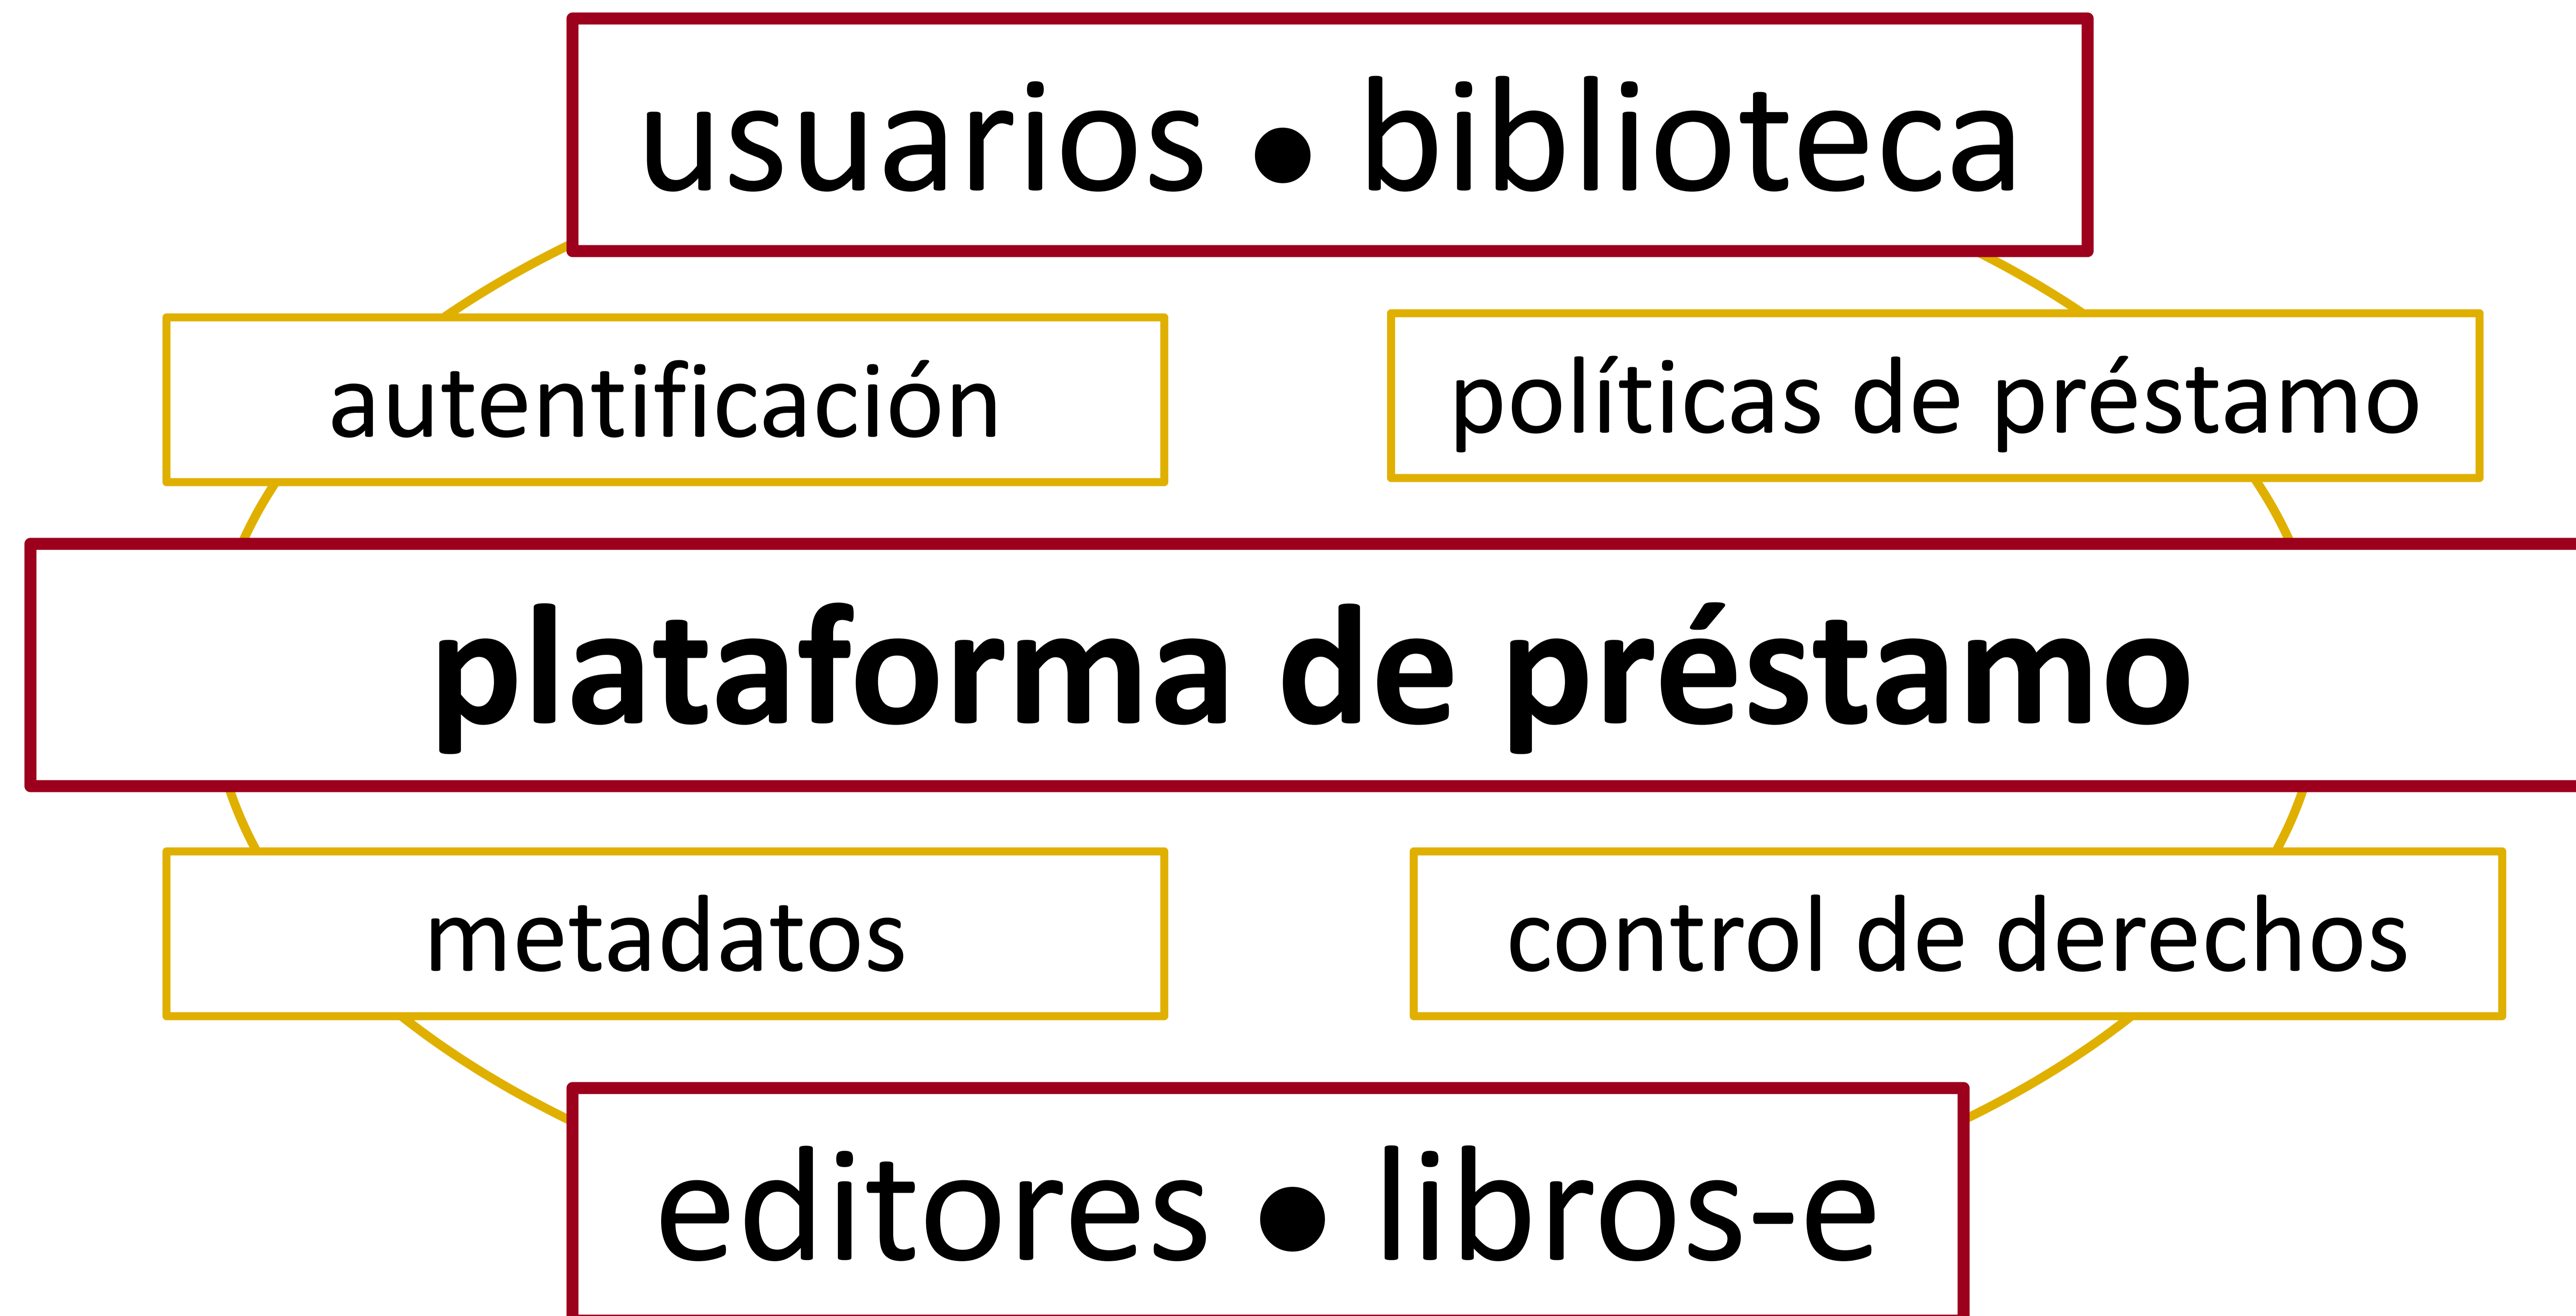 usuarios ● biblioteca
autentificación
políticas de préstamo
plataforma de préstamo
metadatos
control de derechos
editores ● libros-e